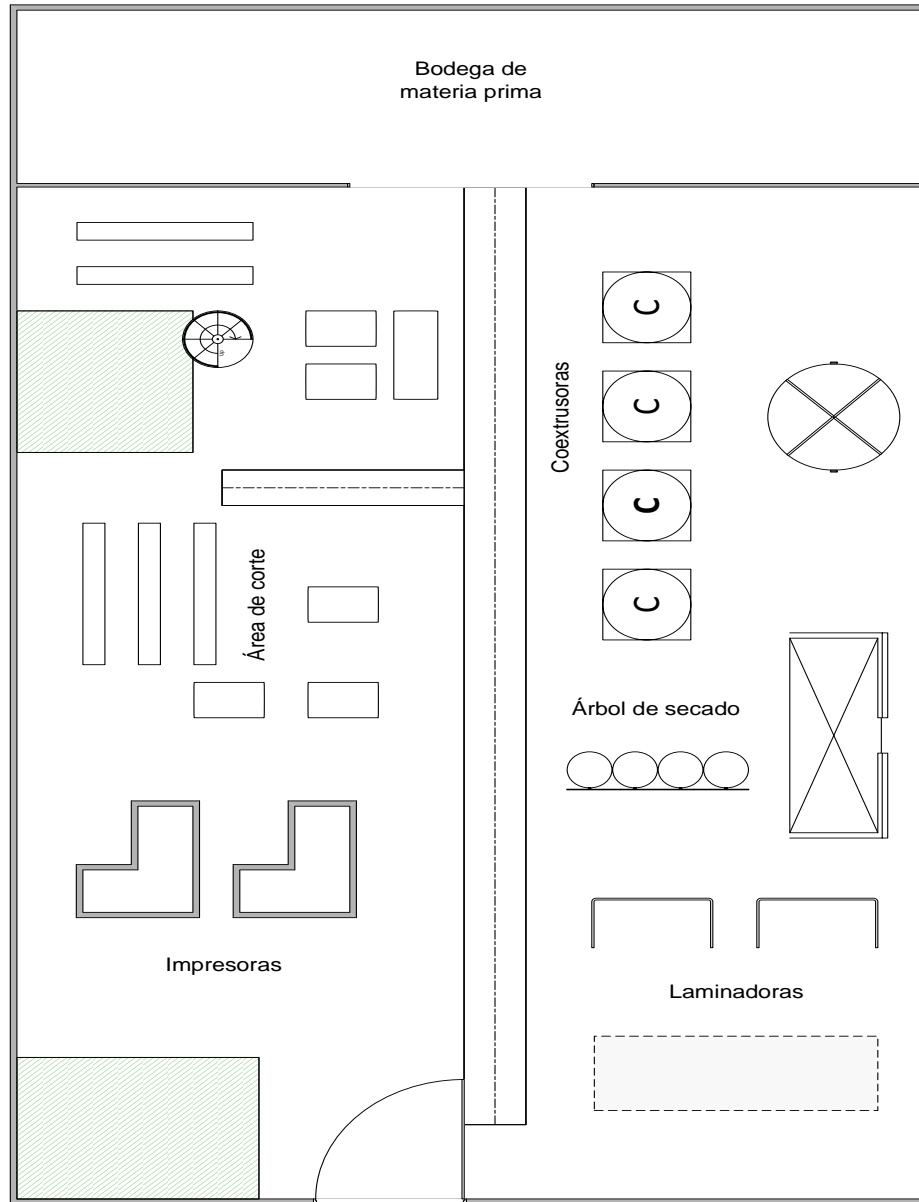 Bodega de
materia prima
Coextrusoras
C
C
C
C
Área de corte
Árbol de secado
Impresoras
Laminadoras